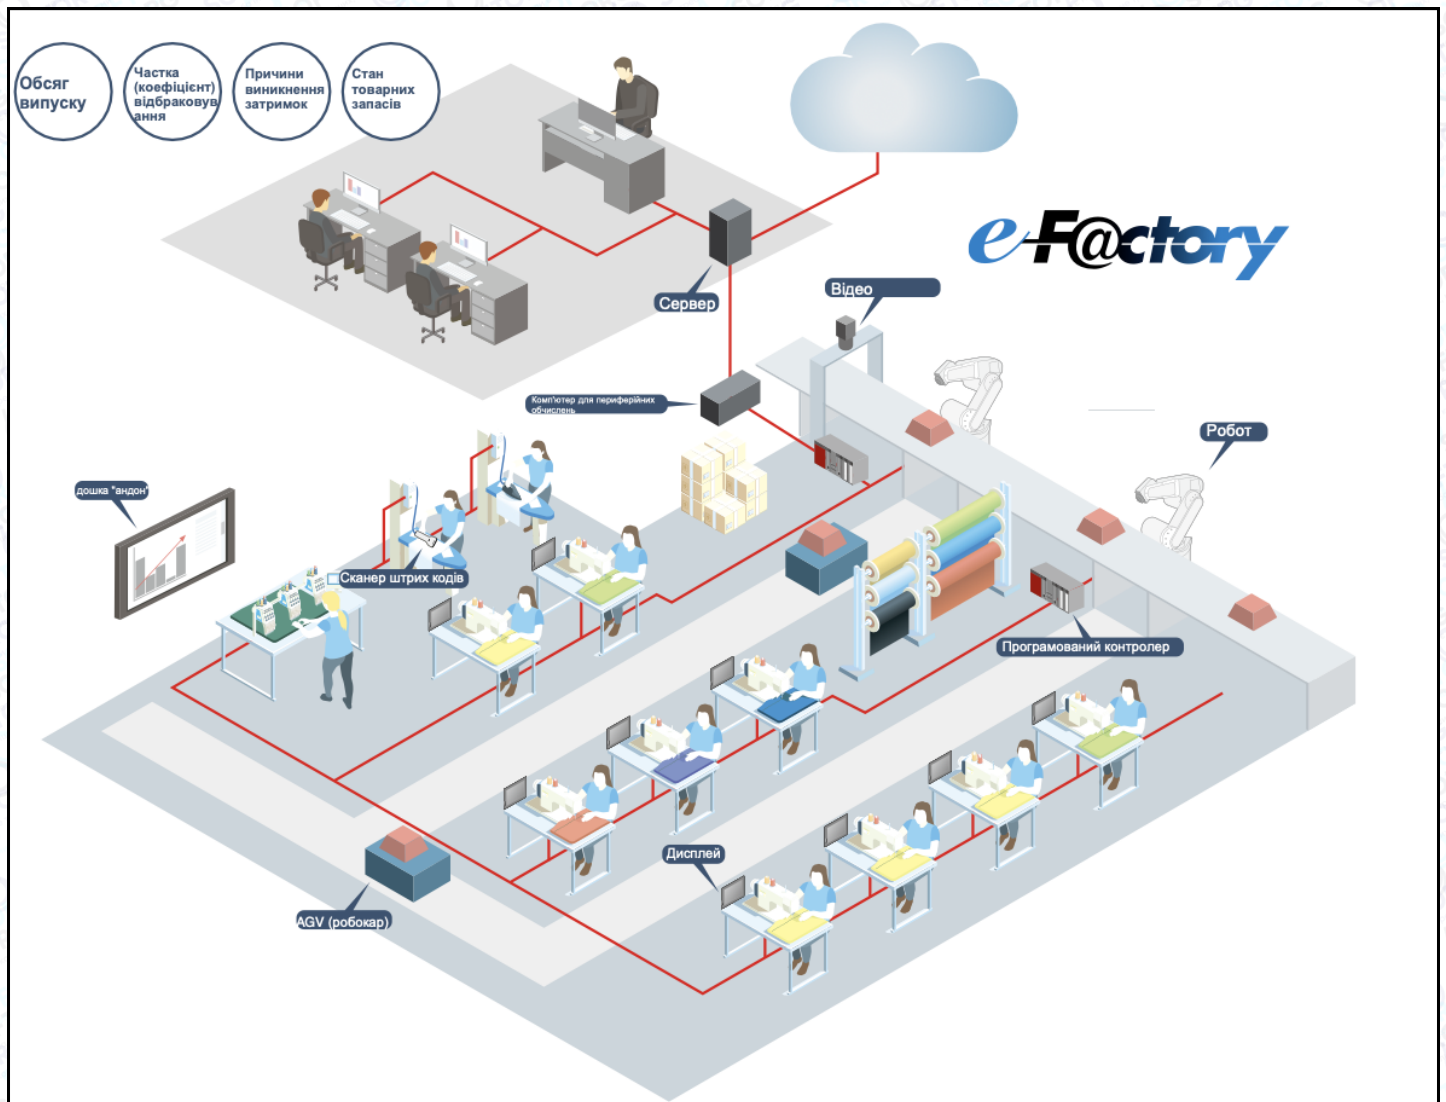 Обсяг
випуску
Частка
(коефіцієнт)
відбраковув
ання
Причини
виникнення
затримок
Стан
товарних
запасів
e-F@ctory
Сервер
Відео
Комп'ютер для периферійних
обчислень
Робот
дошка "андон"
Сканер штрих кодів
Програмований контролер
Дисплей
AGV (робокар)